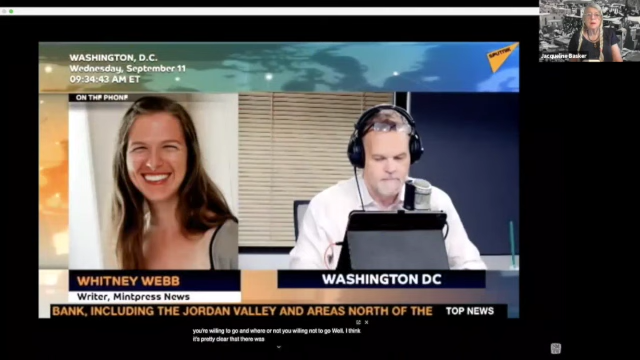 WASHINGTON, D.C.
Wednesday, September 11
09:34:43 AM ET
SPUTNIK
Jacqueline Basker
ON THE PHONE
WHITNEY WEBB
Writer, Mintpress News
WASHINGTON DC
BANK, INCLUDING THE JORDAN VALLEY AND AREAS NORTH OF THE
TOP NEWS
you're willing to go and where or not you willing not to go Well. I think
it's pretty clear that there was